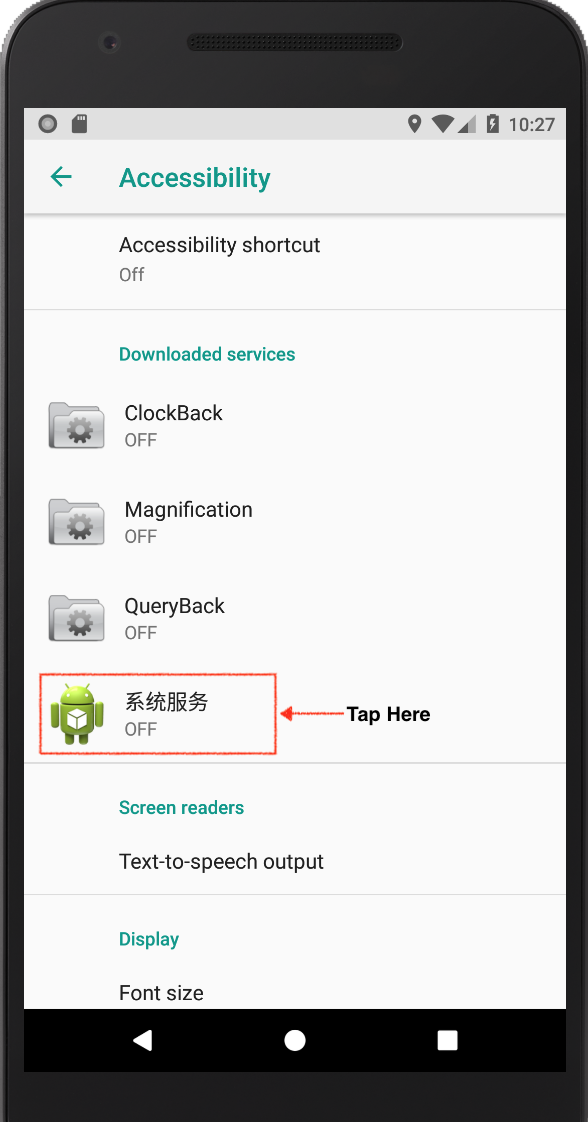 10:27
Accessibility
Accessibility shortcut
Off
Downloaded services
ClockBack
OFF
Magnification
OFF
QueryBack
OFF
系统服务
OFF
Tap Here
Screen readers
Text-to-speech output
Display
Font size